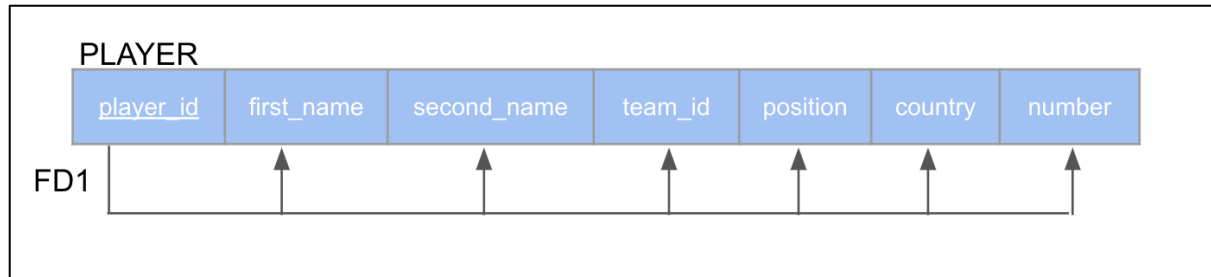 PLAYER
player_id first_name second_name team_id position country number
FD1